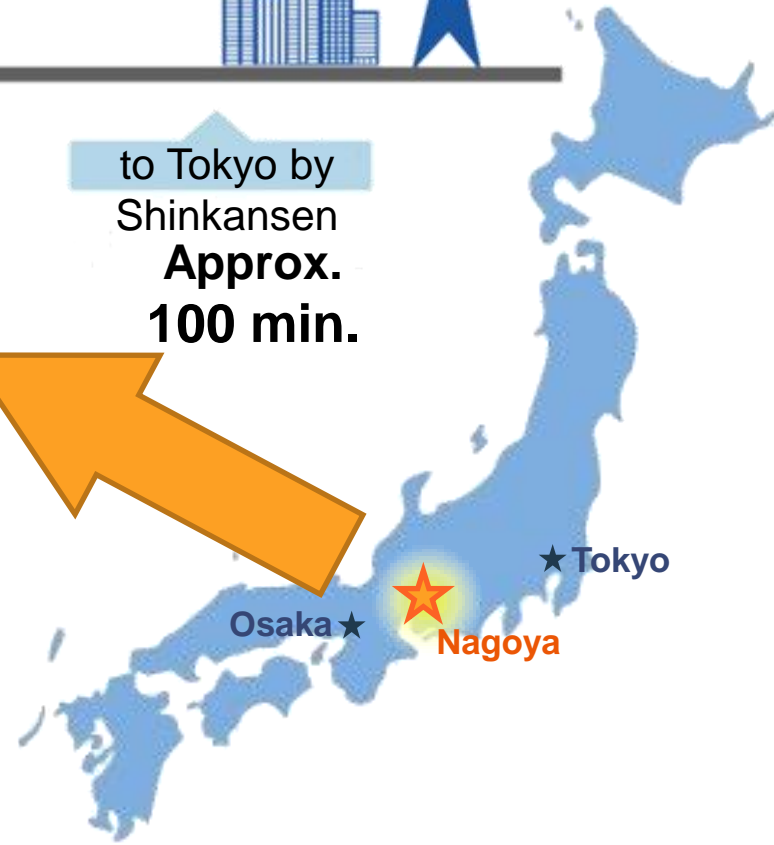 to Tokyo by
Shinkansen
Approx.
100 min.
Tokyo
Osaka
Nagoya